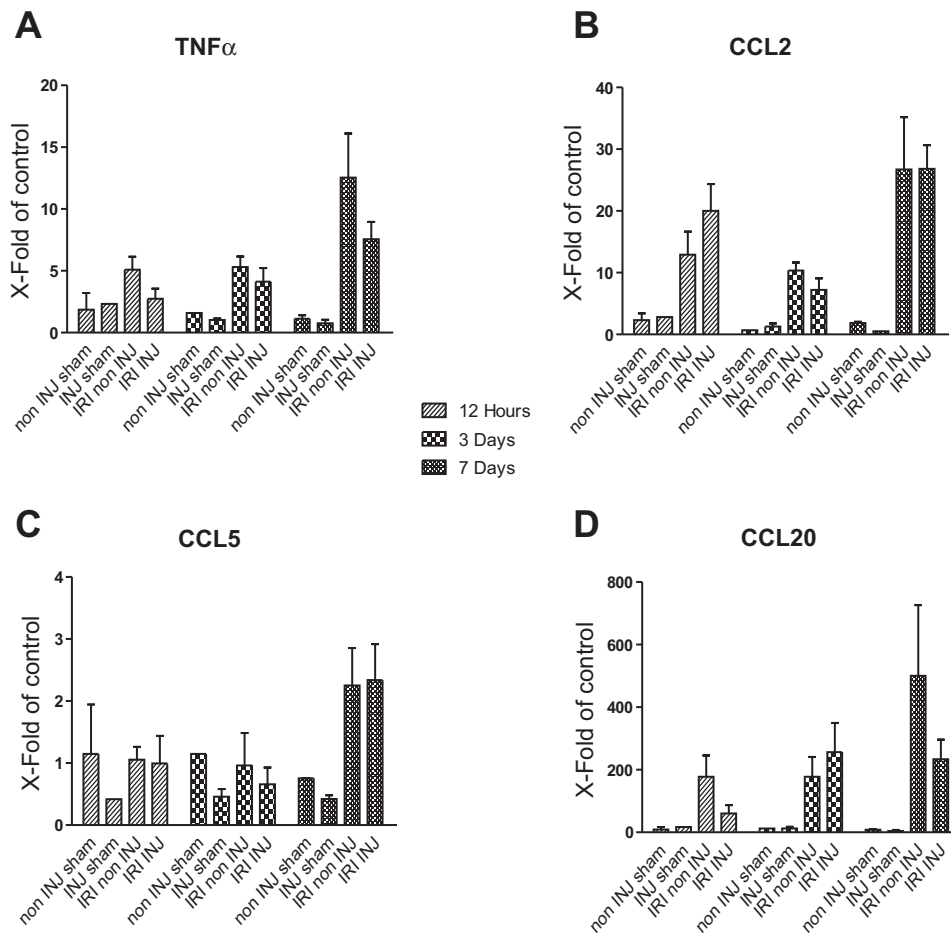 A
TNFα
X-Fold of control
20
15
10
5
0
non INJ sham
INJ sham
IRI non INJ
IRI INJ
non INJ sham
INJ sham
IRI non INJ
IRI INJ
non INJ sham
INJ sham
IRI non INJ
IRI INJ
B
CCL2
X-Fold of control
40
30
20
10
0
non INJ sham
INJ sham
IRI non INJ
IRI INJ
non INJ sham
INJ sham
IRI non INJ
IRI INJ
non INJ sham
INJ sham
IRI non INJ
IRI INJ
12 Hours
3 Days
7 Days
C
CCL5
X-Fold of control
4
3
2
1
0
non INJ sham
INJ sham
IRI non INJ
IRI INJ
non INJ sham
INJ sham
IRI non INJ
IRI INJ
non INJ sham
INJ sham
IRI non INJ
IRI INJ
D
CCL20
X-Fold of control
800
600
400
200
0
non INJ sham
INJ sham
IRI non INJ
IRI INJ
non INJ sham
INJ sham
IRI non INJ
IRI INJ
non INJ sham
INJ sham
IRI non INJ
IRI INJ